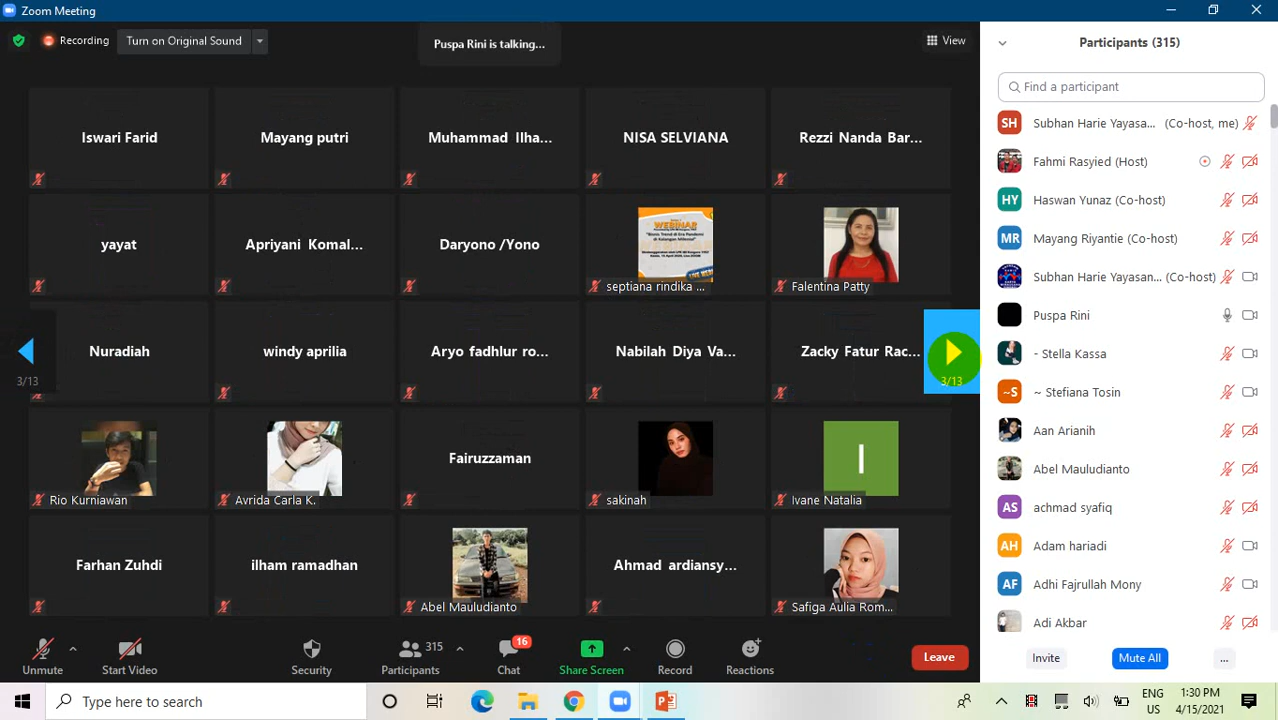 Zoom Meeting
Recording
Turn on Original Sound
Puspa Rini is talking...
View
Participants (315)
Find a participant
Iswari Farid
Mayang putri
Muhammad Ilha...
NISA SELVIANA
Rezzi Nanda Bar...
yayat
Apriyani Komal...
Daryono /Yono
WEBINAR
septiana rindika ...
Falentina Patty
Nuradiah
windy aprilia
Aryo fadhlur ro...
Nabilah Diya Va...
Zacky Fatur Rac...
3/13
3/13
Rio Kurniawan
Avrida Carla K.
Fairuzzaman
sakinah
I
Ivane Natalia
Farhan Zuhdi
ilham ramadhan
Abel Mauludianto
Ahmad ardiansy...
Safiga Aulia Rom...
SH Subhan Harie Yayasa... (Co-host, me)
Fahmi Rasyied (Host)
HY Haswan Yunaz (Co-host)
MR Mayang Riyantie (Co-host)
Subhan Harie Yayasan... (Co-host)
Puspa Rini
- Stella Kassa
~S ~ Stefiana Tosin
Aan Arianih
Abel Mauludianto
AS achmad syafiq
AH Adam hariadi
AF Adhi Fajrullah Mony
Adi Akbar
Invite
Mute All
...
Unmute
Start Video
Security
Participants
315
Chat
16
Share Screen
Record
Reactions
Leave
Type here to search
ENG
US
1:30 PM
4/15/2021